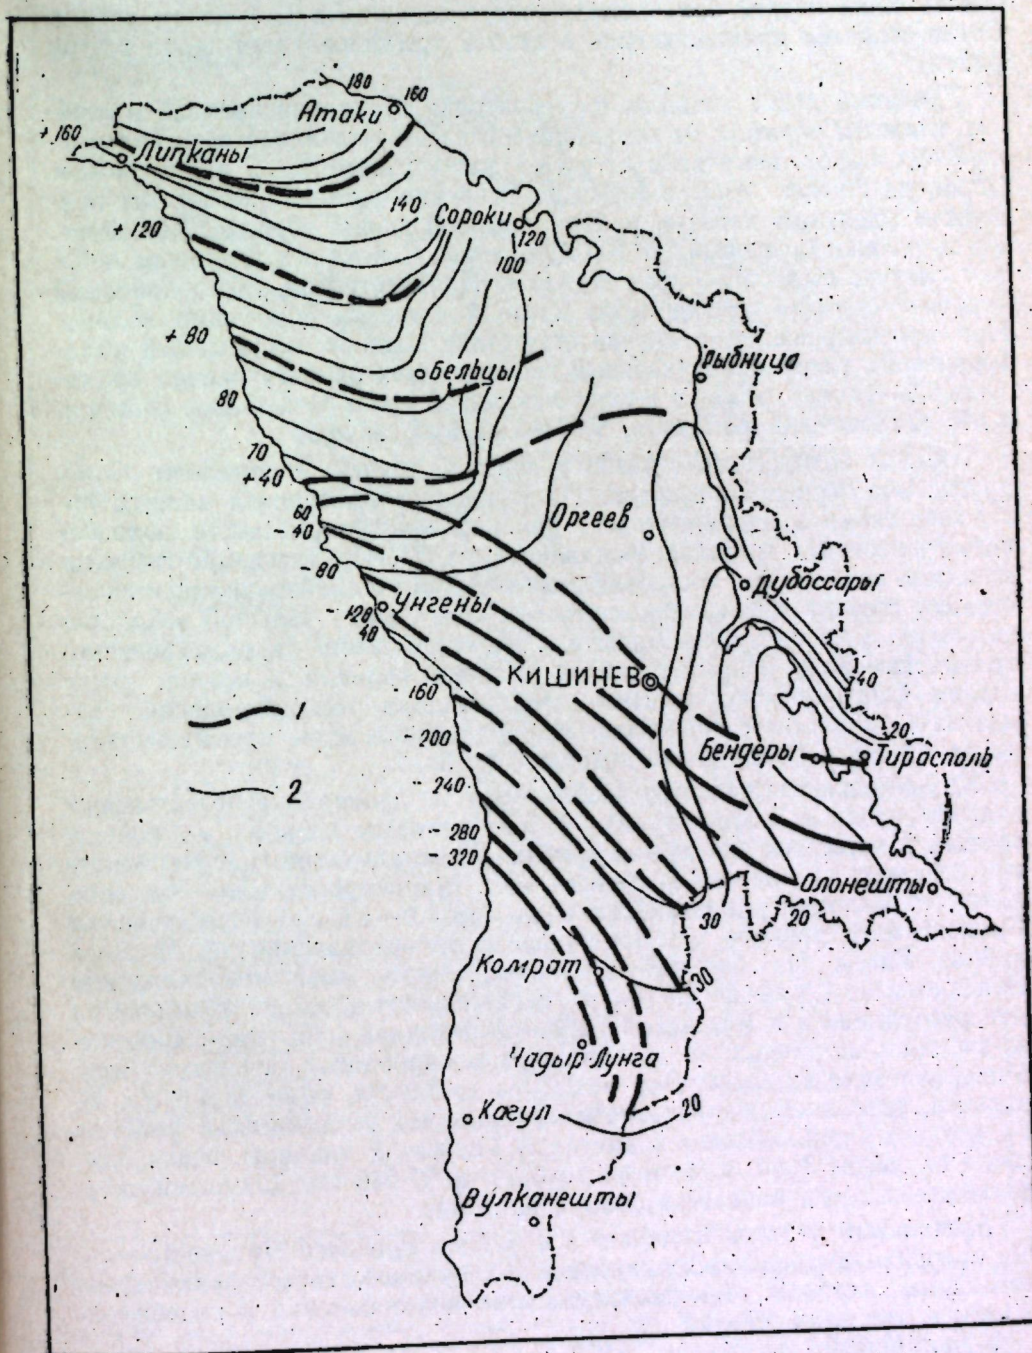 180
160
Атаки
+ 160
Липканы
140
Сороки
+ 120
120
100
+ 80
Рыбница
Бельцы
80
70
+ 40
60
Оргеев
- 40
- 80
Дубоссары
Унгены
- 120
40
Кишинев
40
- 160
1
20
- 200
Бендеры
Тирасполь
2
- 240
- 280
- 320
Олонешты
30
20
Комрат
30
Чадыр Лунга
Кагул
20
Вулканешты